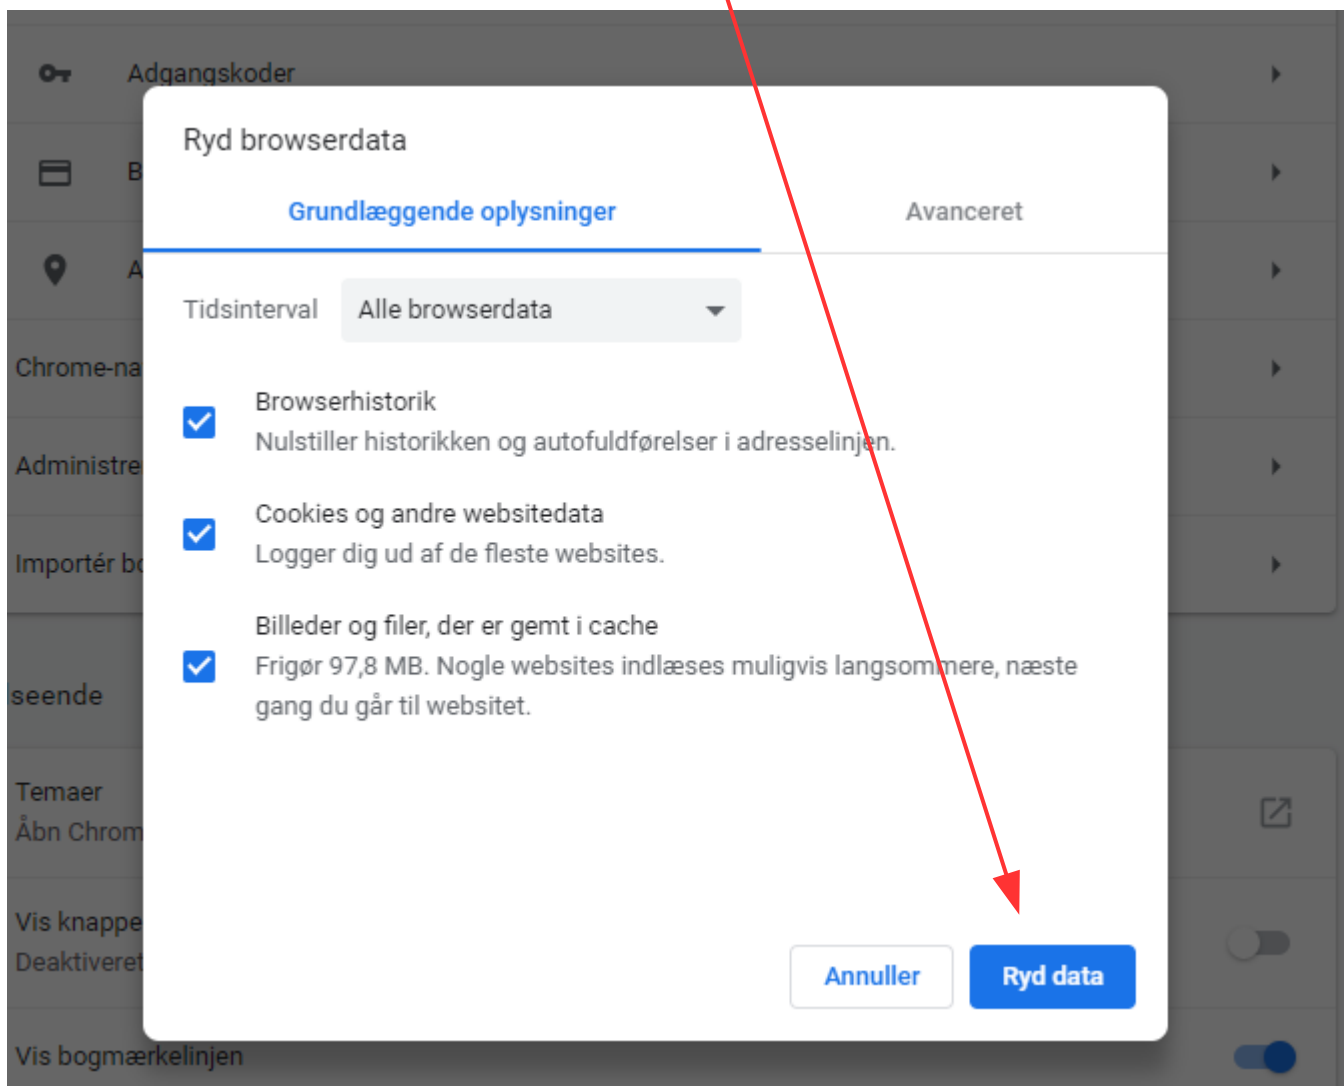 Adgangskoder
Ryd browserdata
Grundlæggende oplysninger
Avanceret
Tidsinterval
Alle browserdata
Chrome-na
Browserhistorik
Nulstiller historikken og autofuldførelser i adresselinjen.
Administre
Cookies og andre websitedata
Logger dig ud af de fleste websites.
Importér bo
Billeder og filer, der er gemt i cache
Frigør 97,8 MB. Nogle websites indlæses muligvis langsommere, næste
gang du går til websitet.
seende
Temaer
Åbn Chrom
Vis knappe
Deaktiveret
Annuller
Ryd data
Vis bogmærkelinjen